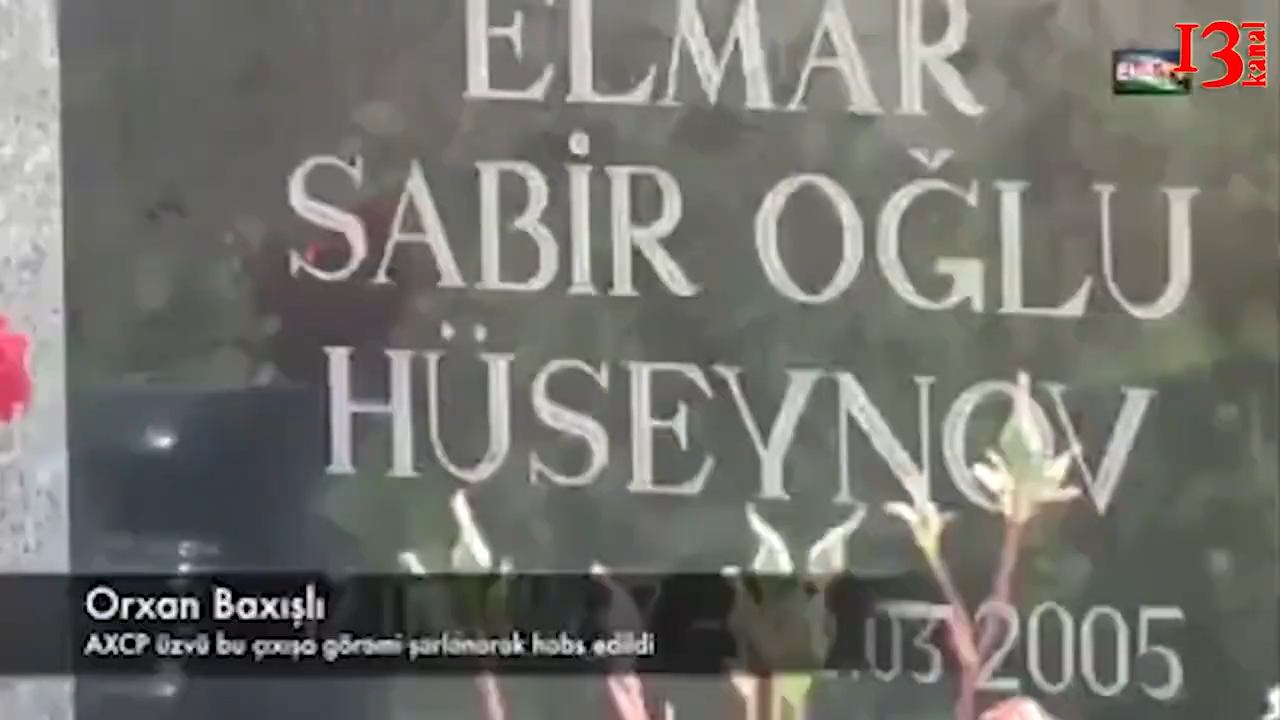 ELMAR
SABİR OĞLU
HÜSEYNOV
.03 2005
13 kanal
Orxan Baxışlı
AXCP üzvü bu çıxışa görəmi şərlənərək həbs edildi